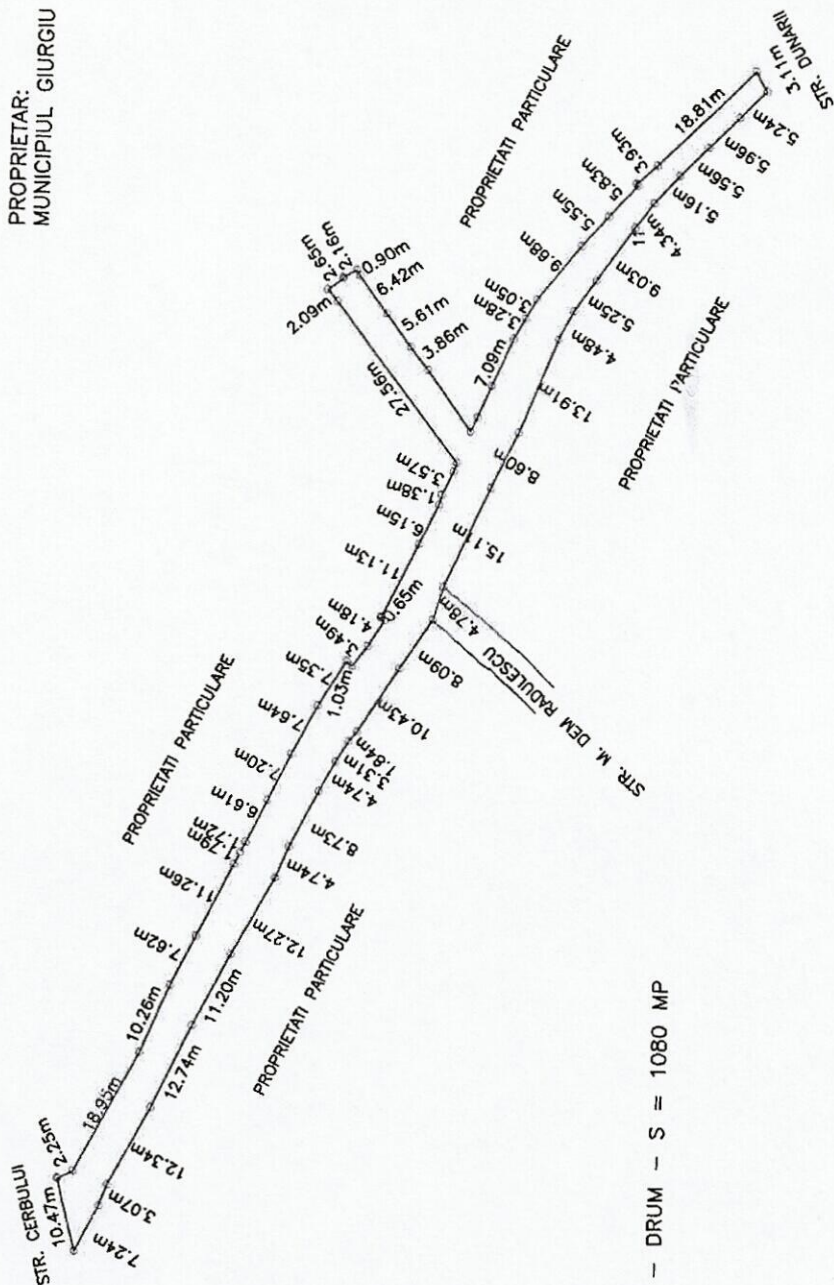 PROPRIETAR:
MUNICIPIUL GIURGIU
STR. CERBULUI
10.47m
2.25m
18.95m
10.26m
7.62m
11.26m
1.79m
1.72m
6.61m
7.20m
7.64m
7.35m
1.03m
3.49m
4.18m
0.65m
11.13m
6.15m
1.38m
3.57m
27.56m
2.09m
2.65m
2.16m
0.90m
6.42m
5.61m
3.86m
7.09m
3.28m
3.05m
9.68m
5.55m
5.83m
3.93m
18.81m
3.11m
STR. DUNARII
5.24m
5.96m
5.56m
5.16m
4.34m
9.03m
5.25m
4.48m
13.91m
8.60m
15.11m
4.78m
STR. M. DEM RADULESCU
8.09m
10.43m
1.84m
3.31m
4.74m
8.73m
4.74m
12.27m
11.20m
12.74m
12.34m
3.07m
7.24m
PROPRIETATI PARTICULARE
PROPRIETATI PARTICULARE
PROPRIETATI PARTICULARE
PROPRIETATI PARTICULARE
- DRUM - S = 1080 MP